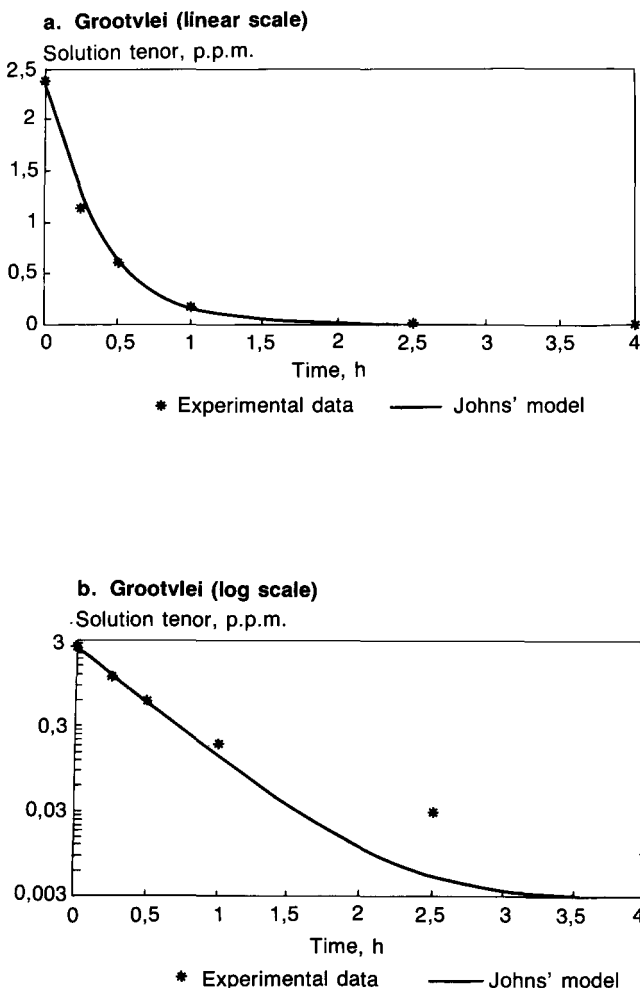 a. Grootvlei (linear scale)
Solution tenor, p.p.m.
2,5
2
1,5
1
0,5
0
0 0,5 1 1,5 2 2,5 3 3,5 4
Time, h
* Experimental data —— Johns' model
b. Grootvlei (log scale)
Solution tenor, p.p.m.
3
0,3
0,03
0,003
0 0,5 1 1,5 2 2,5 3 3,5 4
Time, h
* Experimental data —— Johns' model